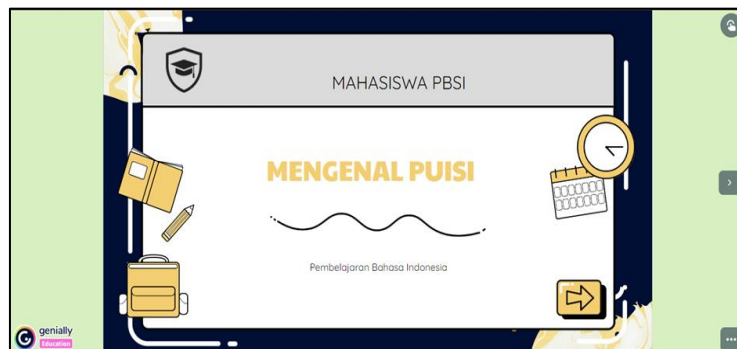 MAHASISWA PBSI
MENGENAL PUISI
Pembelajaran Bahasa Indonesia
genially
Education